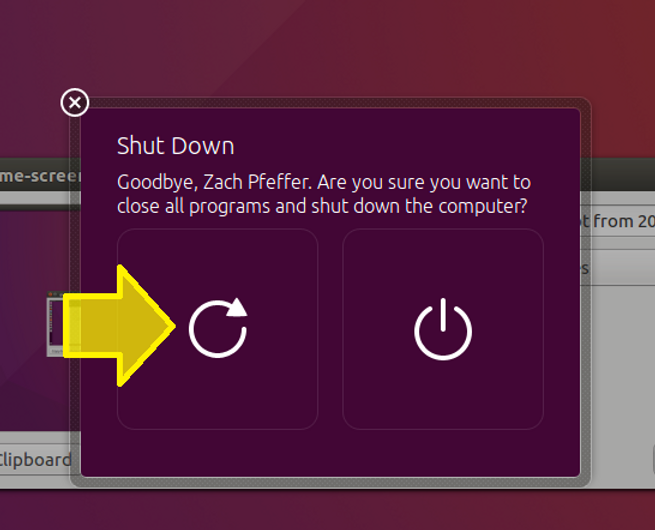 Shut Down
Goodbye, Zach Pfeffer. Are you sure you want to
close all programs and shut down the computer?
me-screen
t from 20
s
Clipboard